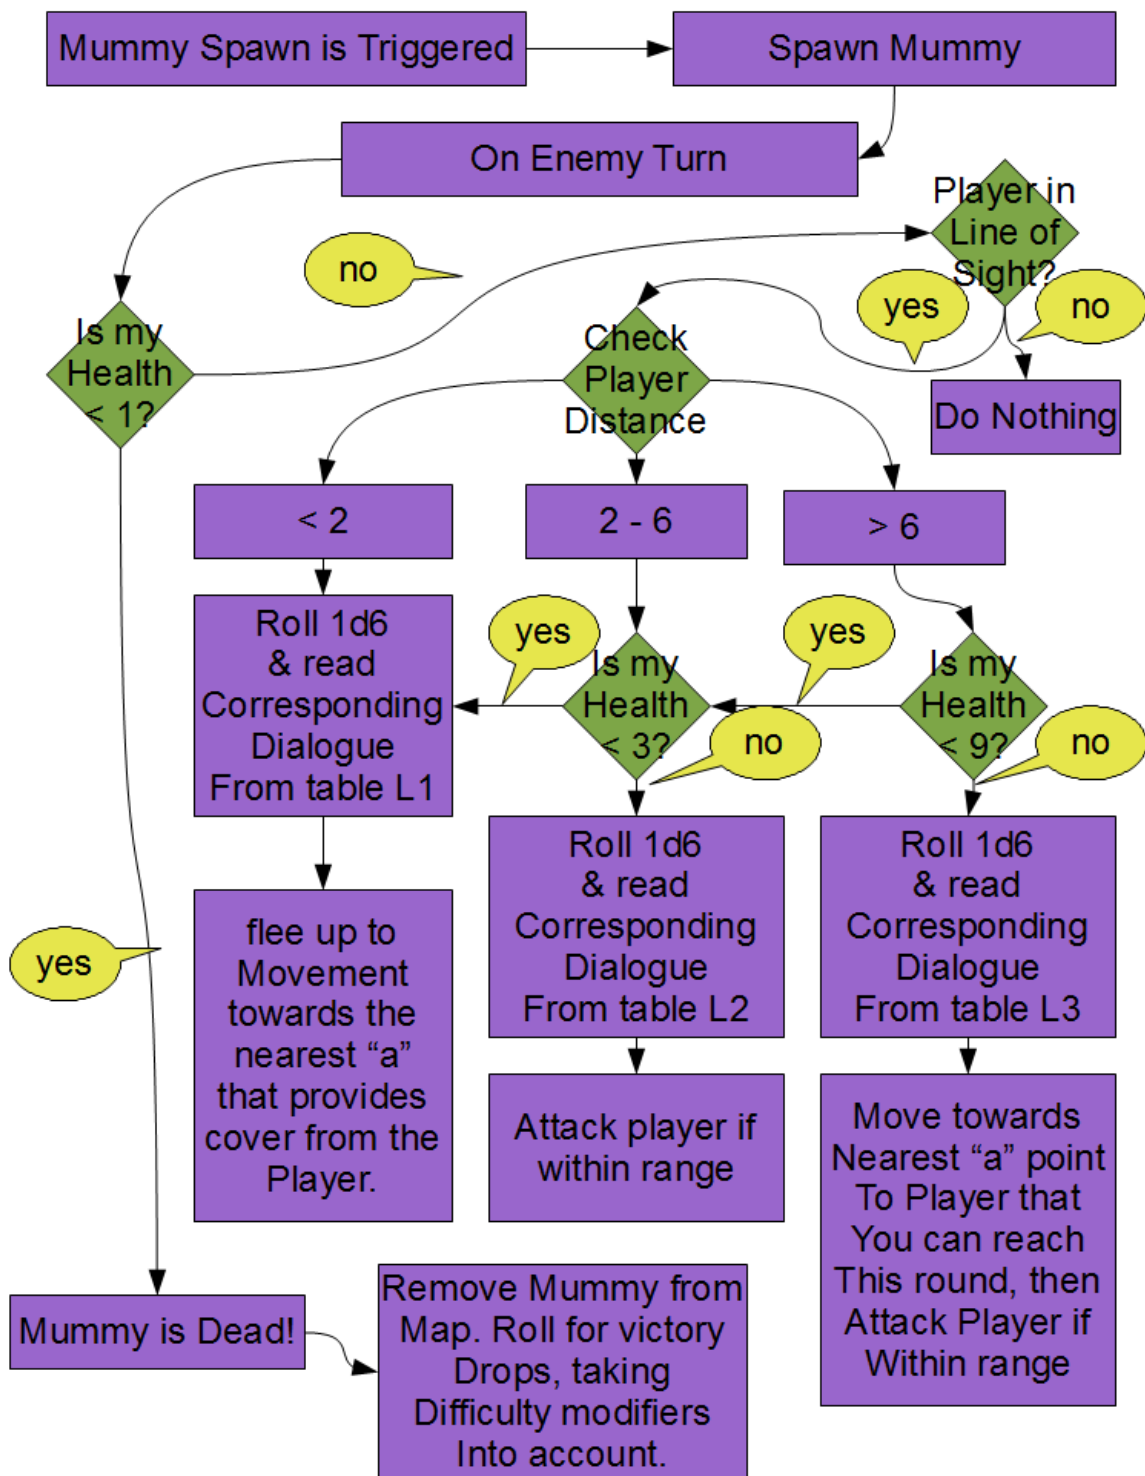 Mummy Spawn is Triggered
Spawn Mummy
On Enemy Turn
Player in
Line of
Sight?
no
yes
no
Is my
Health
< 1?
Check
Player
Distance
Do Nothing
< 2
2 - 6
> 6
Roll 1d6
& read
Corresponding
Dialogue
From table L1
yes
Is my
Health
< 3?
yes
Is my
Health
< 9?
no
no
Roll 1d6
& read
Corresponding
Dialogue
From table L2
Roll 1d6
& read
Corresponding
Dialogue
From table L3
flee up to
Movement
towards the
nearest “a”
that provides
cover from the
Player.
yes
Attack player if
within range
Move towards
Nearest “a” point
To Player that
You can reach
This round, then
Attack Player if
Within range
Mummy is Dead!
Remove Mummy from
Map. Roll for victory
Drops, taking
Difficulty modifiers
Into account.